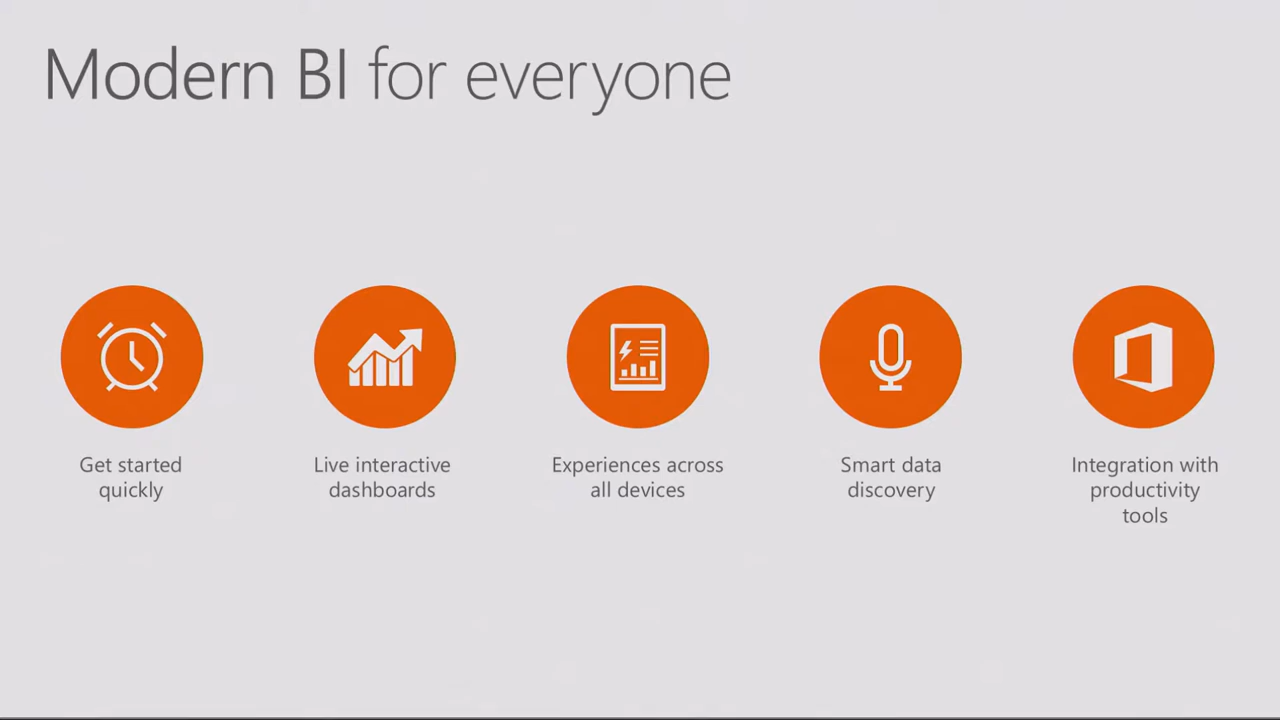 Modern BI for everyone
Get started
quickly
Live interactive
dashboards
Experiences across
all devices
Smart data
discovery
Integration with
productivity
tools